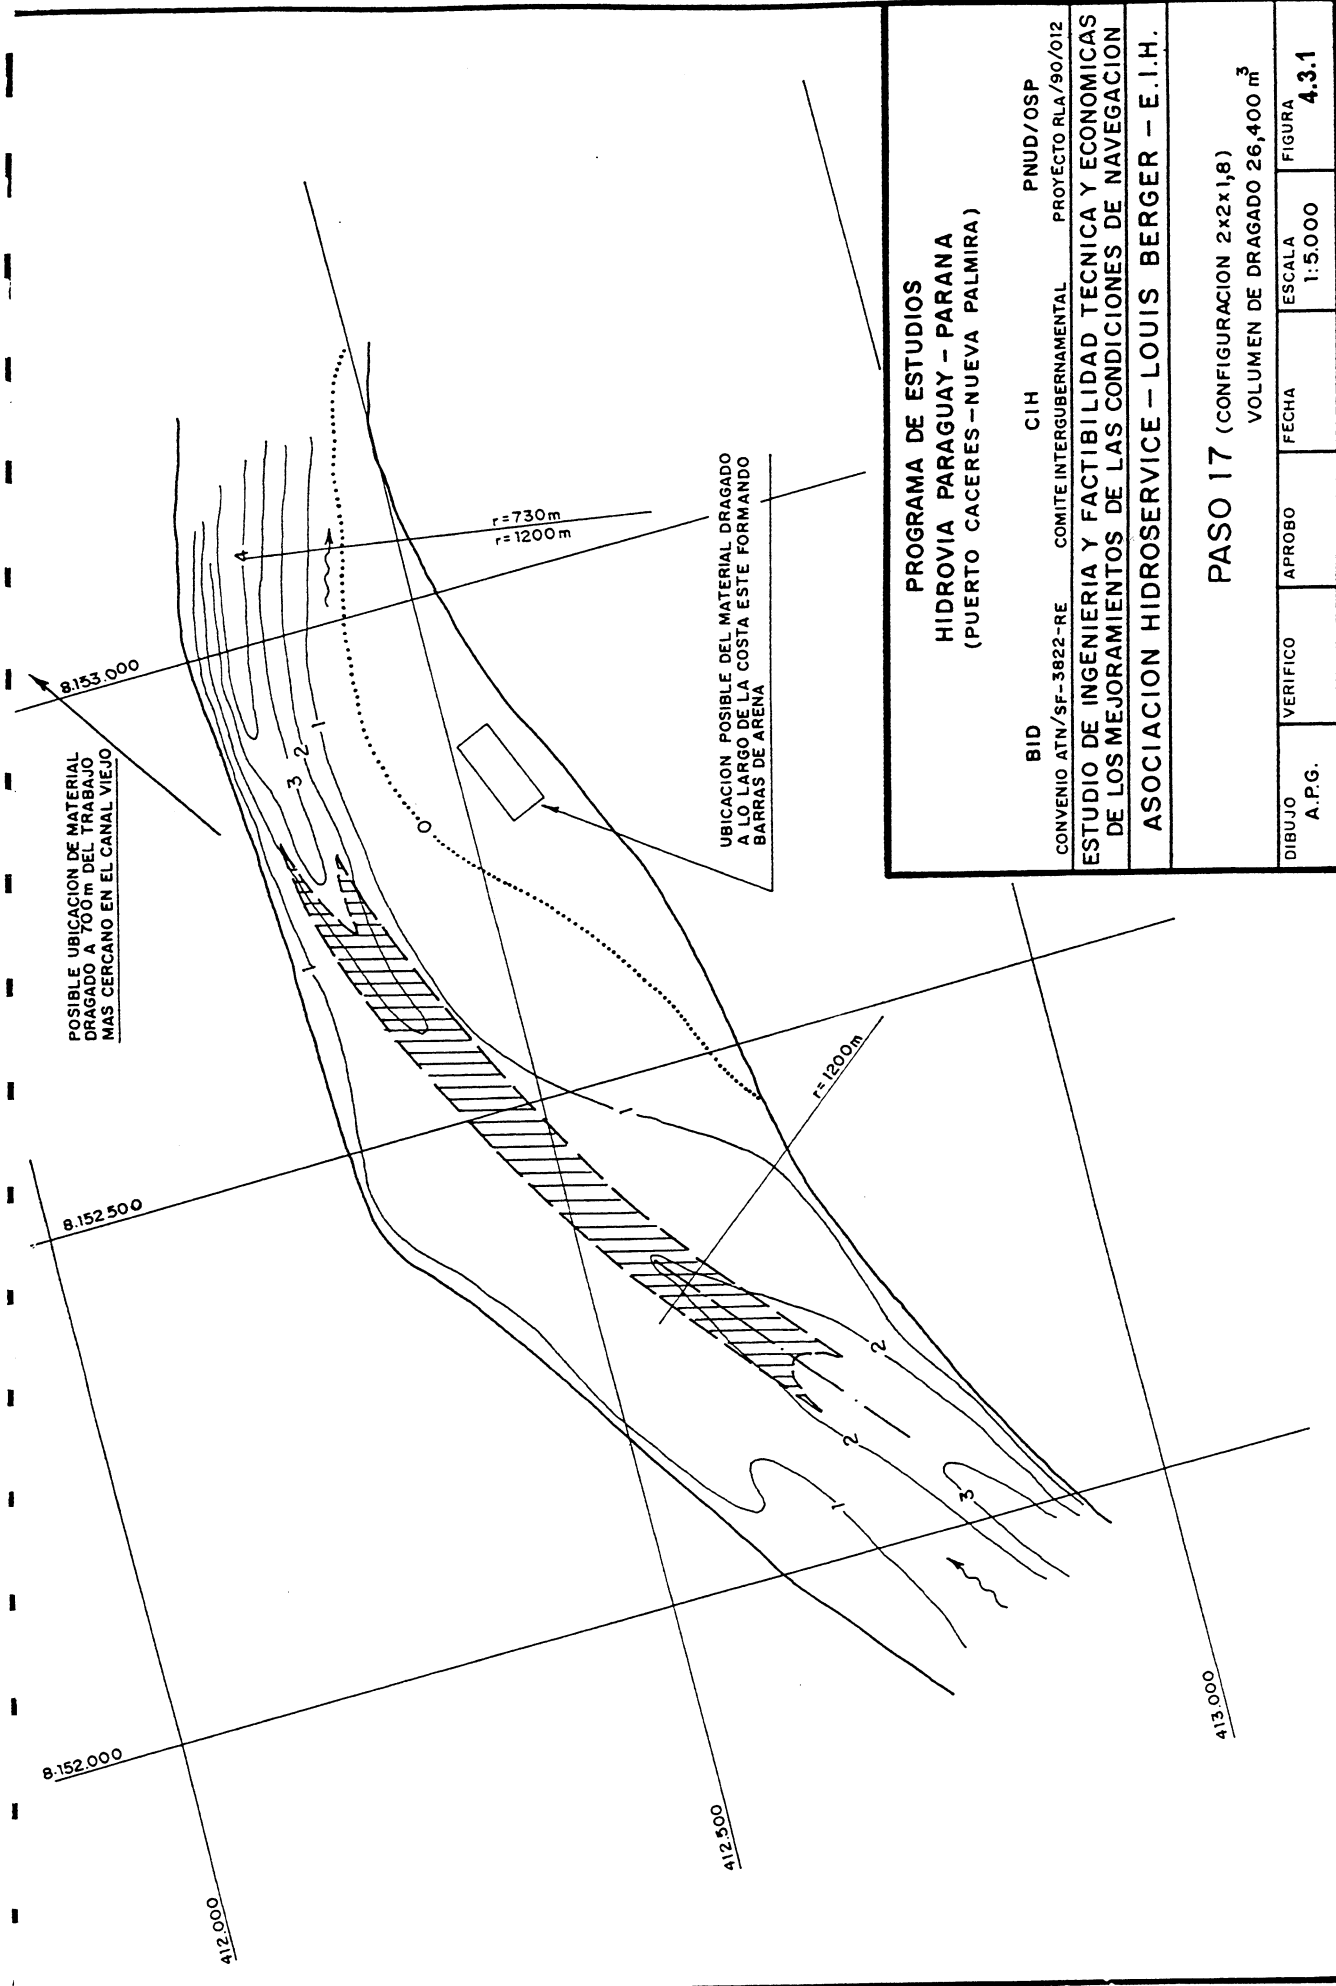 POSIBLE UBICACION DE MATERIAL
DRAGADO A 700m DEL TRABAJO
MAS CERCANO EN EL CANAL VIEJO
8.152.000
8.152.500
8.153.000
412.000
412.500
413.000
1
1
1
1
1
2
2
2
3
3
4
0
r=730m
r=1200m
r=1200m
UBICACION POSIBLE DEL MATERIAL DRAGADO
A LO LARGO DE LA COSTA ESTE FORMANDO
BARRAS DE ARENA
PROGRAMA DE ESTUDIOS
HIDROVIA PARAGUAY - PARANA
(PUERTO CACERES-NUEVA PALMIRA)
BID CIH PNUD/OSP
CONVENIO ATN/SF-3822-RE COMITE INTERGUBERNAMENTAL PROYECTO RLA/90/012
ESTUDIO DE INGENIERIA Y FACTIBILIDAD TECNICA Y ECONOMICAS
DE LOS MEJORAMIENTOS DE LAS CONDICIONES DE NAVEGACION
ASOCIACION HIDROSERVICE - LOUIS BERGER - E.I.H.
PASO 17 (CONFIGURACION 2x2x1,8)
VOLUMEN DE DRAGADO 26,400 m³
DIBUJO VERIFICO APROBO FECHA ESCALA FIGURA
A.P.G. 1:5.000 4.3.1